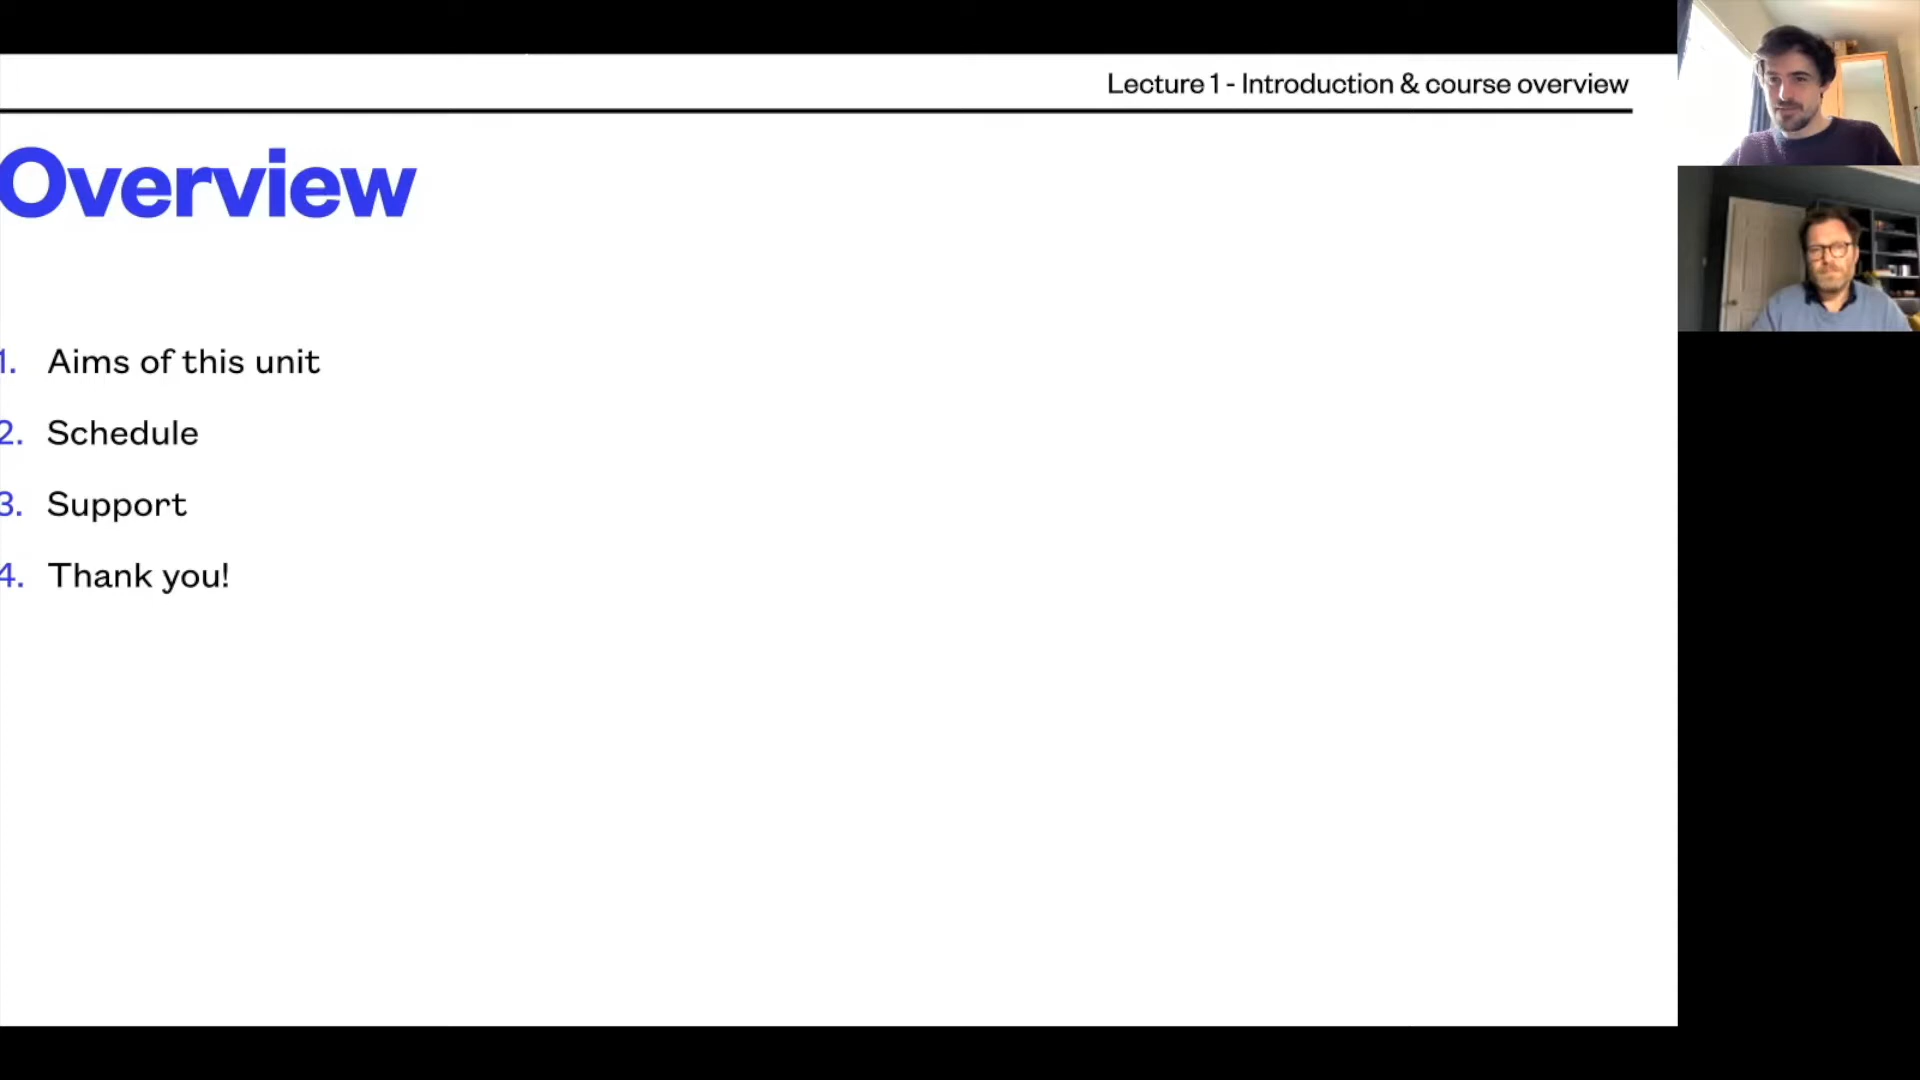 Lecture 1 - Introduction & course overview
Overview
1. Aims of this unit
2. Schedule
3. Support
4. Thank you!